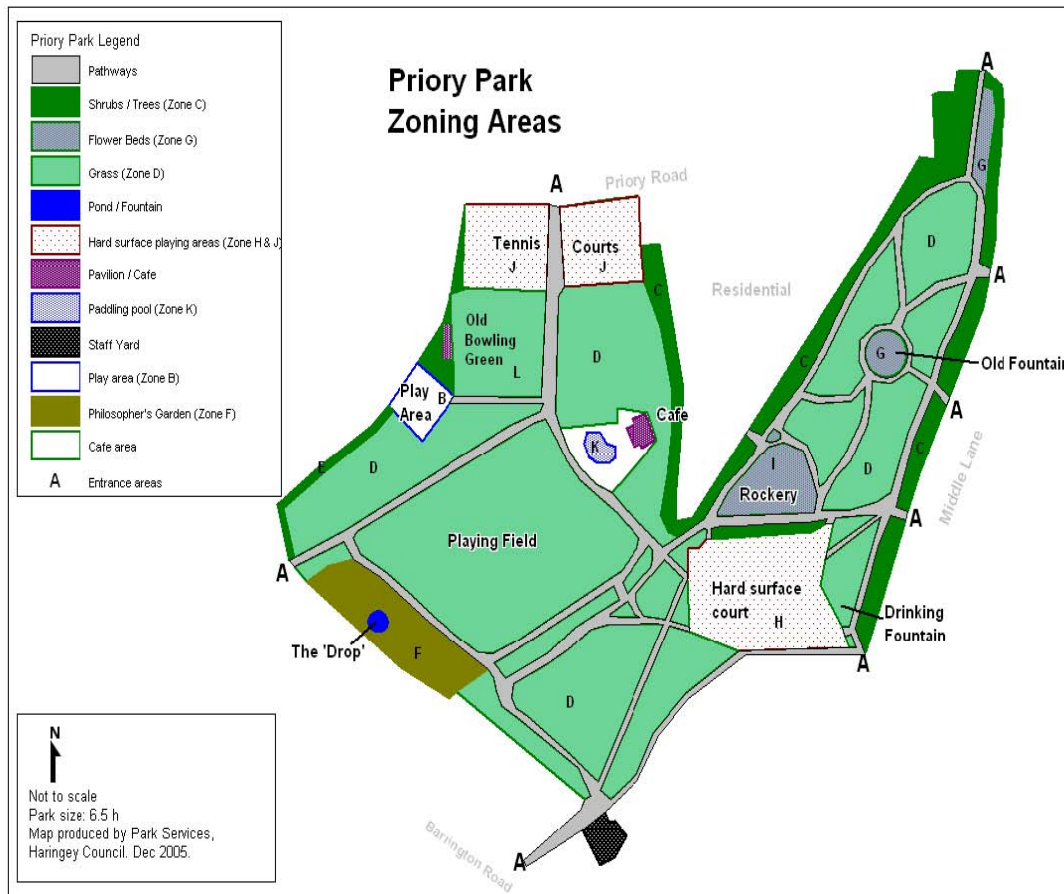 Priory Park Legend
Pathways
Shrubs / Trees (Zone C)
Flower Beds (Zone G)
Grass (Zone D)
Pond / Fountain
Hard surface playing areas (Zone H & J)
Pavilion / Cafe
Paddling pool (Zone K)
Staff Yard
Play area (Zone B)
Philosopher's Garden (Zone F)
Cafe area
A Entrance areas
Priory Park
Zoning Areas
A
Priory Road
A
G
Tennis
J
Courts
J
D
A
C
Residential
Old
Bowling
Green
L
D
C
G
Old Fountain
Play
Area
B
Cafe
A
K
C
E
D
D
I
Rockery
Middle Lane
A
Playing Field
A
Hard surface
court
H
Drinking
Fountain
The 'Drop'
F
A
D
N
Not to scale
Park size: 6.5 h
Map produced by Park Services,
Haringey Council. Dec 2005.
Barrington Road
A